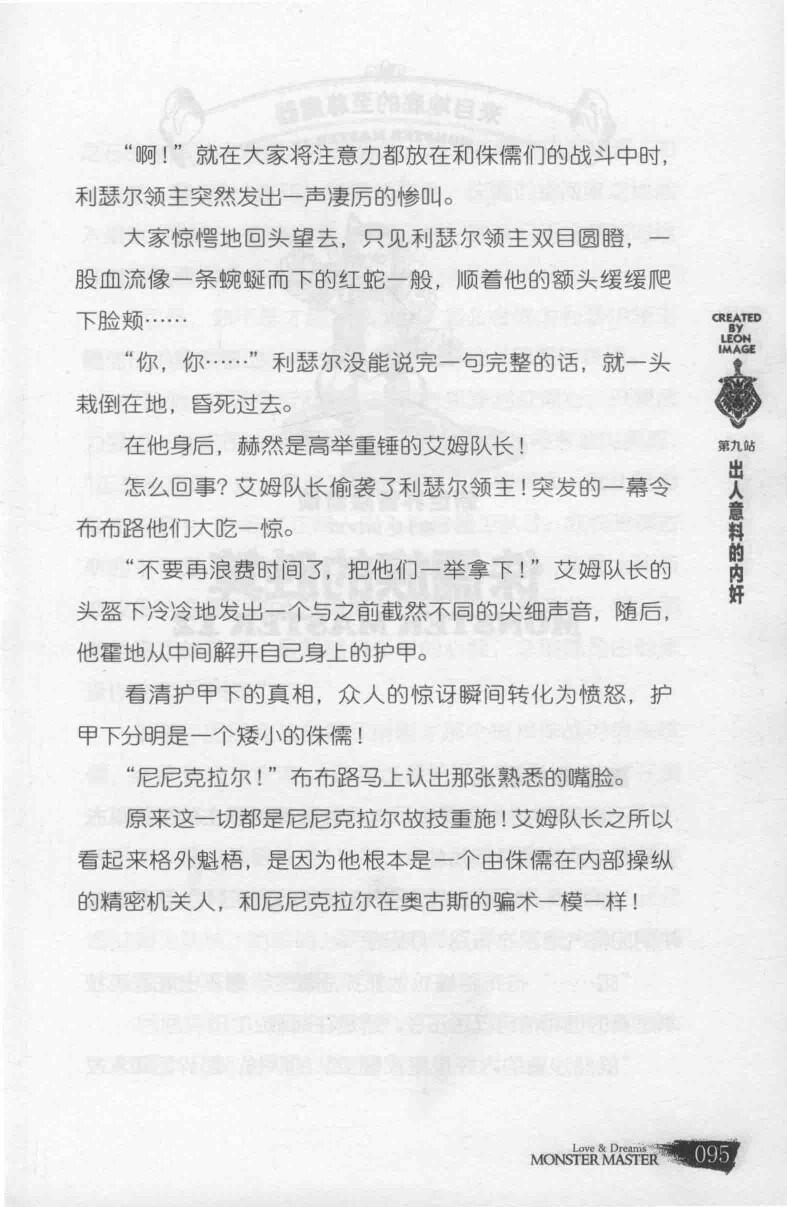 “啊！”就在大家将注意力都放在和侏儒们的战斗中时，
利瑟尔领主突然发出一声凄厉的惨叫。
大家惊愕地回头望去，只见利瑟尔领主双目圆瞪，一
股血流像一条蜿蜒而下的红蛇一般，顺着他的额头缓缓爬
下脸颊……
“你，你……”利瑟尔没能说完一句完整的话，就一头
栽倒在地，昏死过去。
在他身后，赫然是高举重锤的艾姆队长！
怎么回事？艾姆队长偷袭了利瑟尔领主！突发的一幕令
布布路他们大吃一惊。
“不要再浪费时间了，把他们一举拿下！”艾姆队长的
头盔下冷冷地发出一个与之前截然不同的尖细声音，随后，
他霍地从中间解开自己身上的护甲。
看清护甲下的真相，众人的惊讶瞬间转化为愤怒，护
甲下分明是一个矮小的侏儒！
“尼尼克拉尔！”布布路马上认出那张熟悉的嘴脸。
原来这一切都是尼尼克拉尔故技重施！艾姆队长之所以
看起来格外魁梧，是因为他根本是一个由侏儒在内部操纵
的精密机关人，和尼尼克拉尔在奥古斯的骗术一模一样！
CREATED
BY
LEON
IMAGE
第九站
出人意料的内奸
Love & Dreams
MONSTER MASTER
095